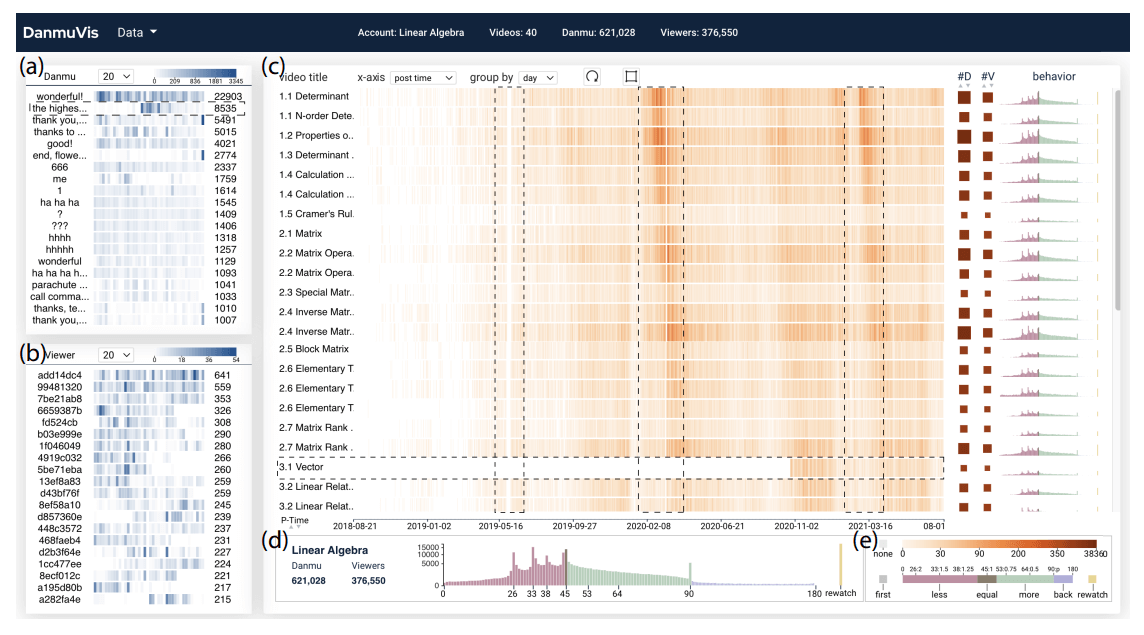 DanmuVis Data Account: Linear Algebra Videos: 40 Danmu: 621,028 Viewers: 376,550
(a) Danmu 20 0 209 836 1881 3345
wonderful! 22903
the highes... 8535
thank you,... 5491
thanks to ... 5015
good! 4021
end, flowe... 2774
666 2337
me 1759
1 1614
ha ha ha 1545
? 1409
??? 1406
hhhh 1318
hhhhh 1257
wonderful 1129
ha ha ha h... 1093
parachute ... 1041
call comma... 1033
thanks, te... 1010
thank you,... 1007
(b) Viewer 20 0 18 36 54
add14dc4 641
99481320 559
7be21ab8 353
6659387b 326
fd524cb 308
b03e999e 290
1f046049 280
4919c032 266
5be71eba 260
13ef8a83 259
d43bf76f 259
8ef58a10 245
d857360e 239
448c3572 237
468faeb4 231
d2b3f64e 227
1cc477ee 224
8ecf012c 221
a195d80b 217
a282fa4e 215
(c) video title x-axis post time group by day #D #V behavior
1.1 Determinant
1.1 N-order Dete.
1.2 Properties o..
1.3 Determinant .
1.4 Calculation ...
1.4 Calculation ...
1.5 Cramer's Rul.
2.1 Matrix
2.2 Matrix Opera.
2.2 Matrix Opera.
2.3 Special Matr..
2.4 Inverse Matr..
2.4 Inverse Matr...
2.5 Block Matrix
2.6 Elementary T
2.6 Elementary T.
2.6 Elementary T
2.7 Matrix Rank .
2.7 Matrix Rank .
3.1 Vector
3.2 Linear Relat..
3.2 Linear Relat..
P-Time 2018-08-21 2019-01-02 2019-05-16 2019-09-27 2020-02-08 2020-06-21 2020-11-02 2021-03-16 08-01
(d) Linear Algebra
Danmu Viewers
621,028 376,550
15000
10000
5000
0
0 26 33 38 45 53 64 90 180 rewatch
(e) none 0 30 90 200 350 38360
0 26:2 33:1.5 38:1.25 45:1 53:0.75 64:0.5 90:p 180
first less equal more back rewatch